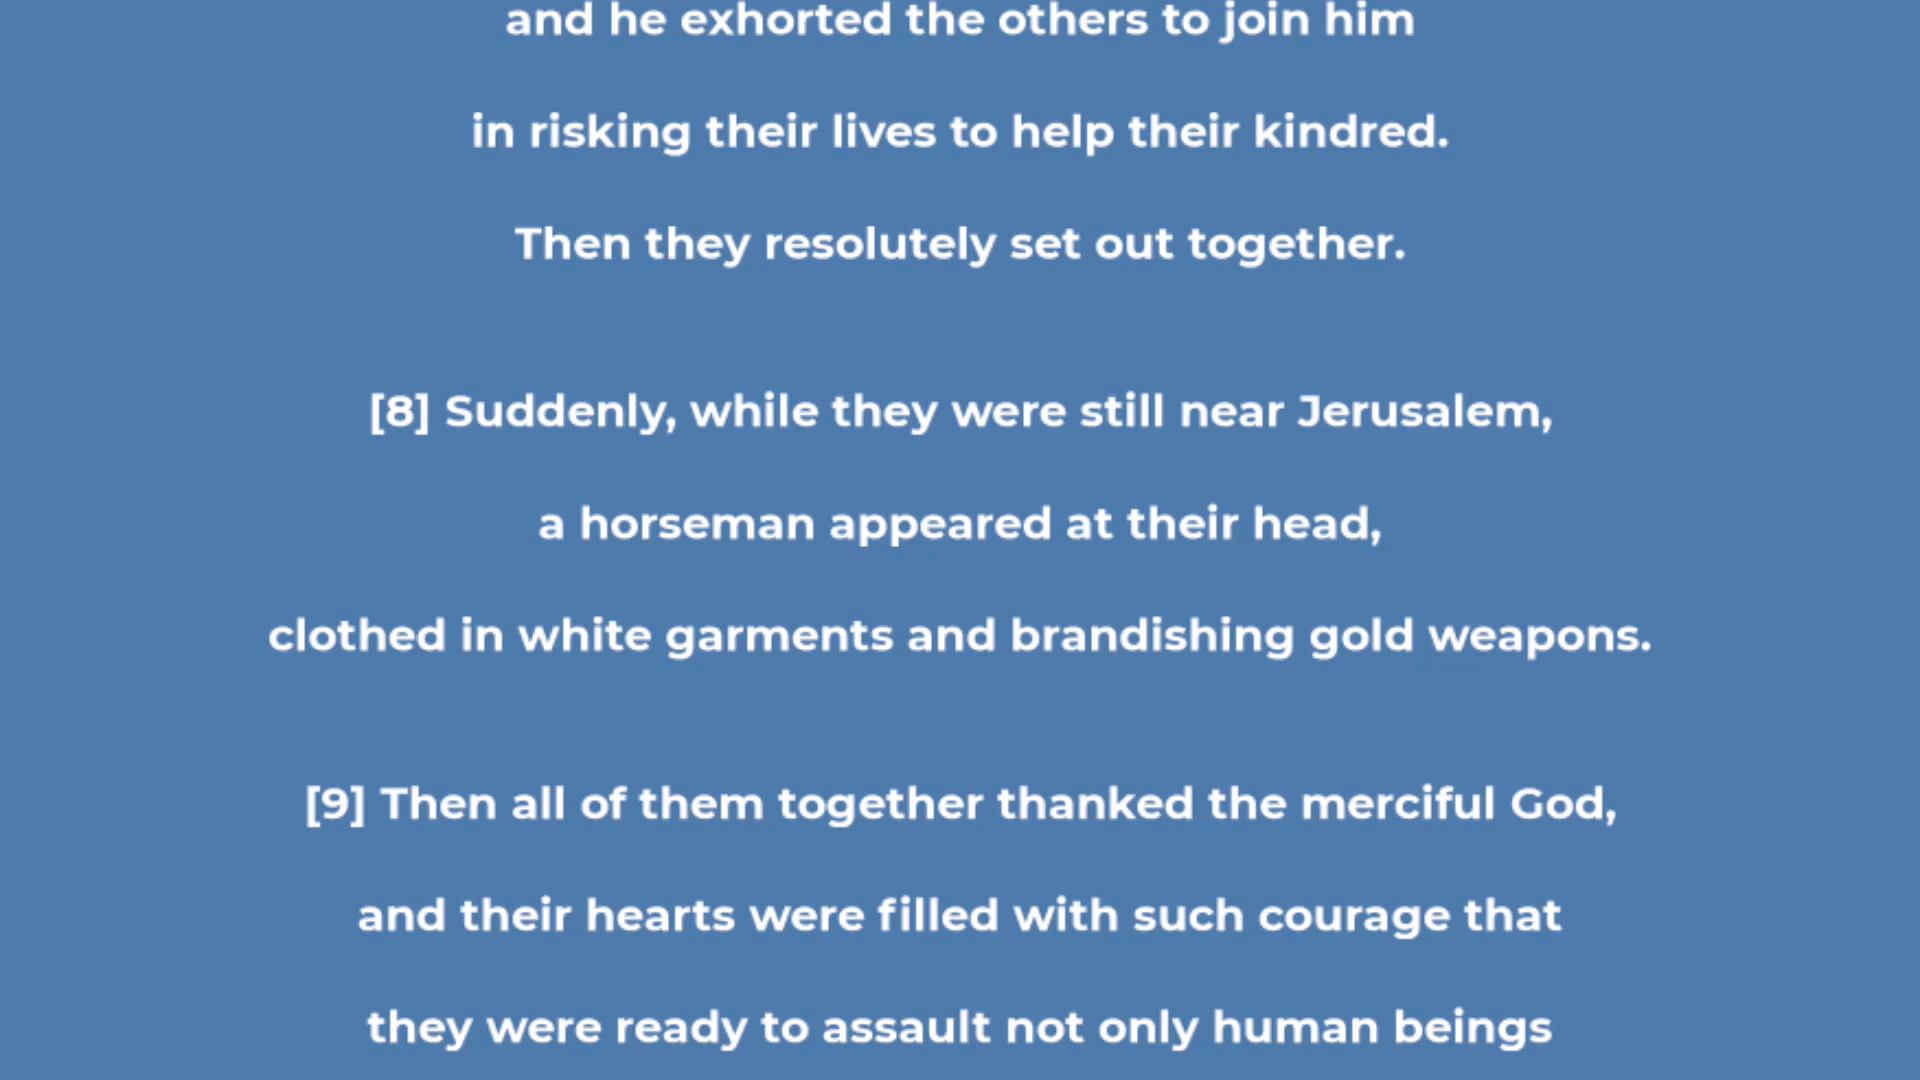 and he exhorted the others to join him
in risking their lives to help their kindred.
Then they resolutely set out together.
[8] Suddenly, while they were still near Jerusalem,
a horseman appeared at their head,
clothed in white garments and brandishing gold weapons.
[9] Then all of them together thanked the merciful God,
and their hearts were filled with such courage that
they were ready to assault not only human beings